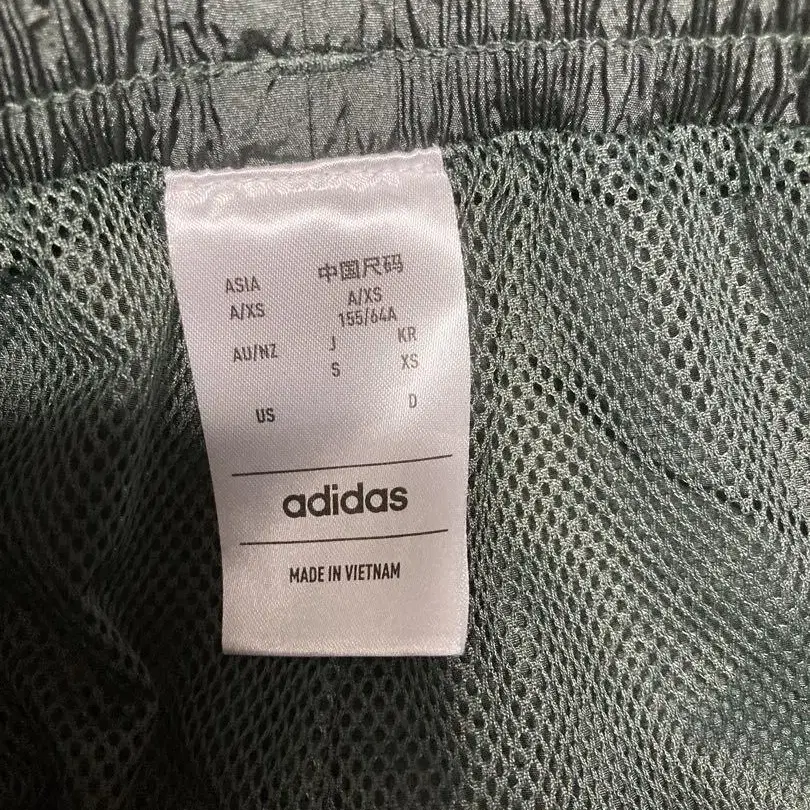 ASIA 中国尺码
A/XS A/XS
155/64A
AU/NZ J KR
S XS
US D
adidas
MADE IN VIETNAM